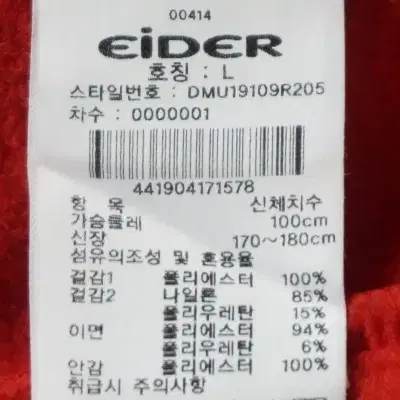 00414
EiDER
호칭 : L
스타일번호 : DMU19109R205
차수 : 0000001
441904171578
항 목 신체치수
가슴둘레 100cm
신장 170~180cm
섬유의조성 및 혼용율
겉감1 폴리에스터 100%
겉감2 나일론 85%
폴리우레탄 15%
이면 폴리에스터 94%
폴리우레탄 6%
안감 폴리에스터 100%
취급시 주의사항